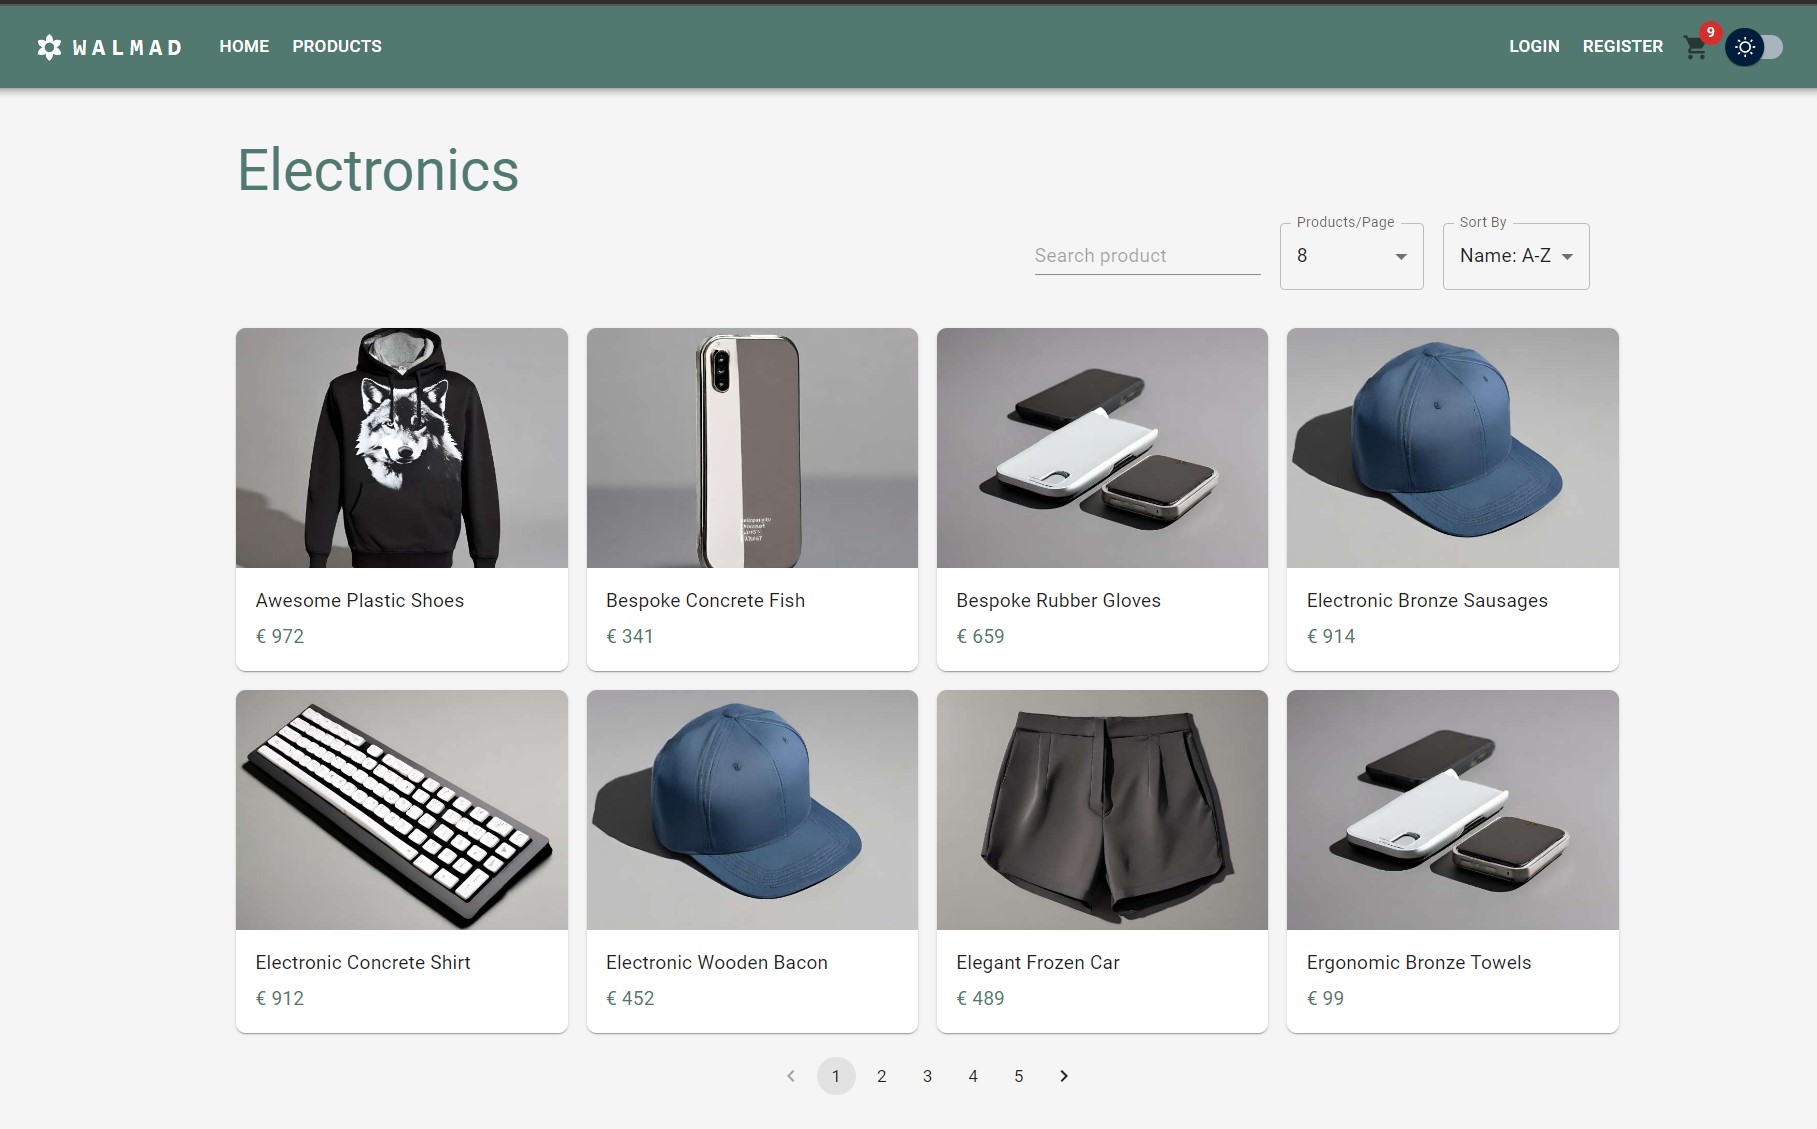 WALMAD HOME PRODUCTS LOGIN REGISTER 9
Electronics
Products/Page Sort By
Search product 8 Name: A-Z
Awesome Plastic Shoes Bespoke Concrete Fish Bespoke Rubber Gloves Electronic Bronze Sausages
€ 972 € 341 € 659 € 914
Electronic Concrete Shirt Electronic Wooden Bacon Elegant Frozen Car Ergonomic Bronze Towels
€ 912 € 452 € 489 € 99
1 2 3 4 5